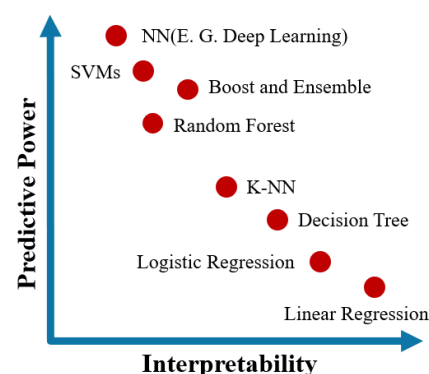 NN(E. G. Deep Learning)
SVMs
Boost and Ensemble
Random Forest
K-NN
Decision Tree
Logistic Regression
Linear Regression
Predictive Power
Interpretability